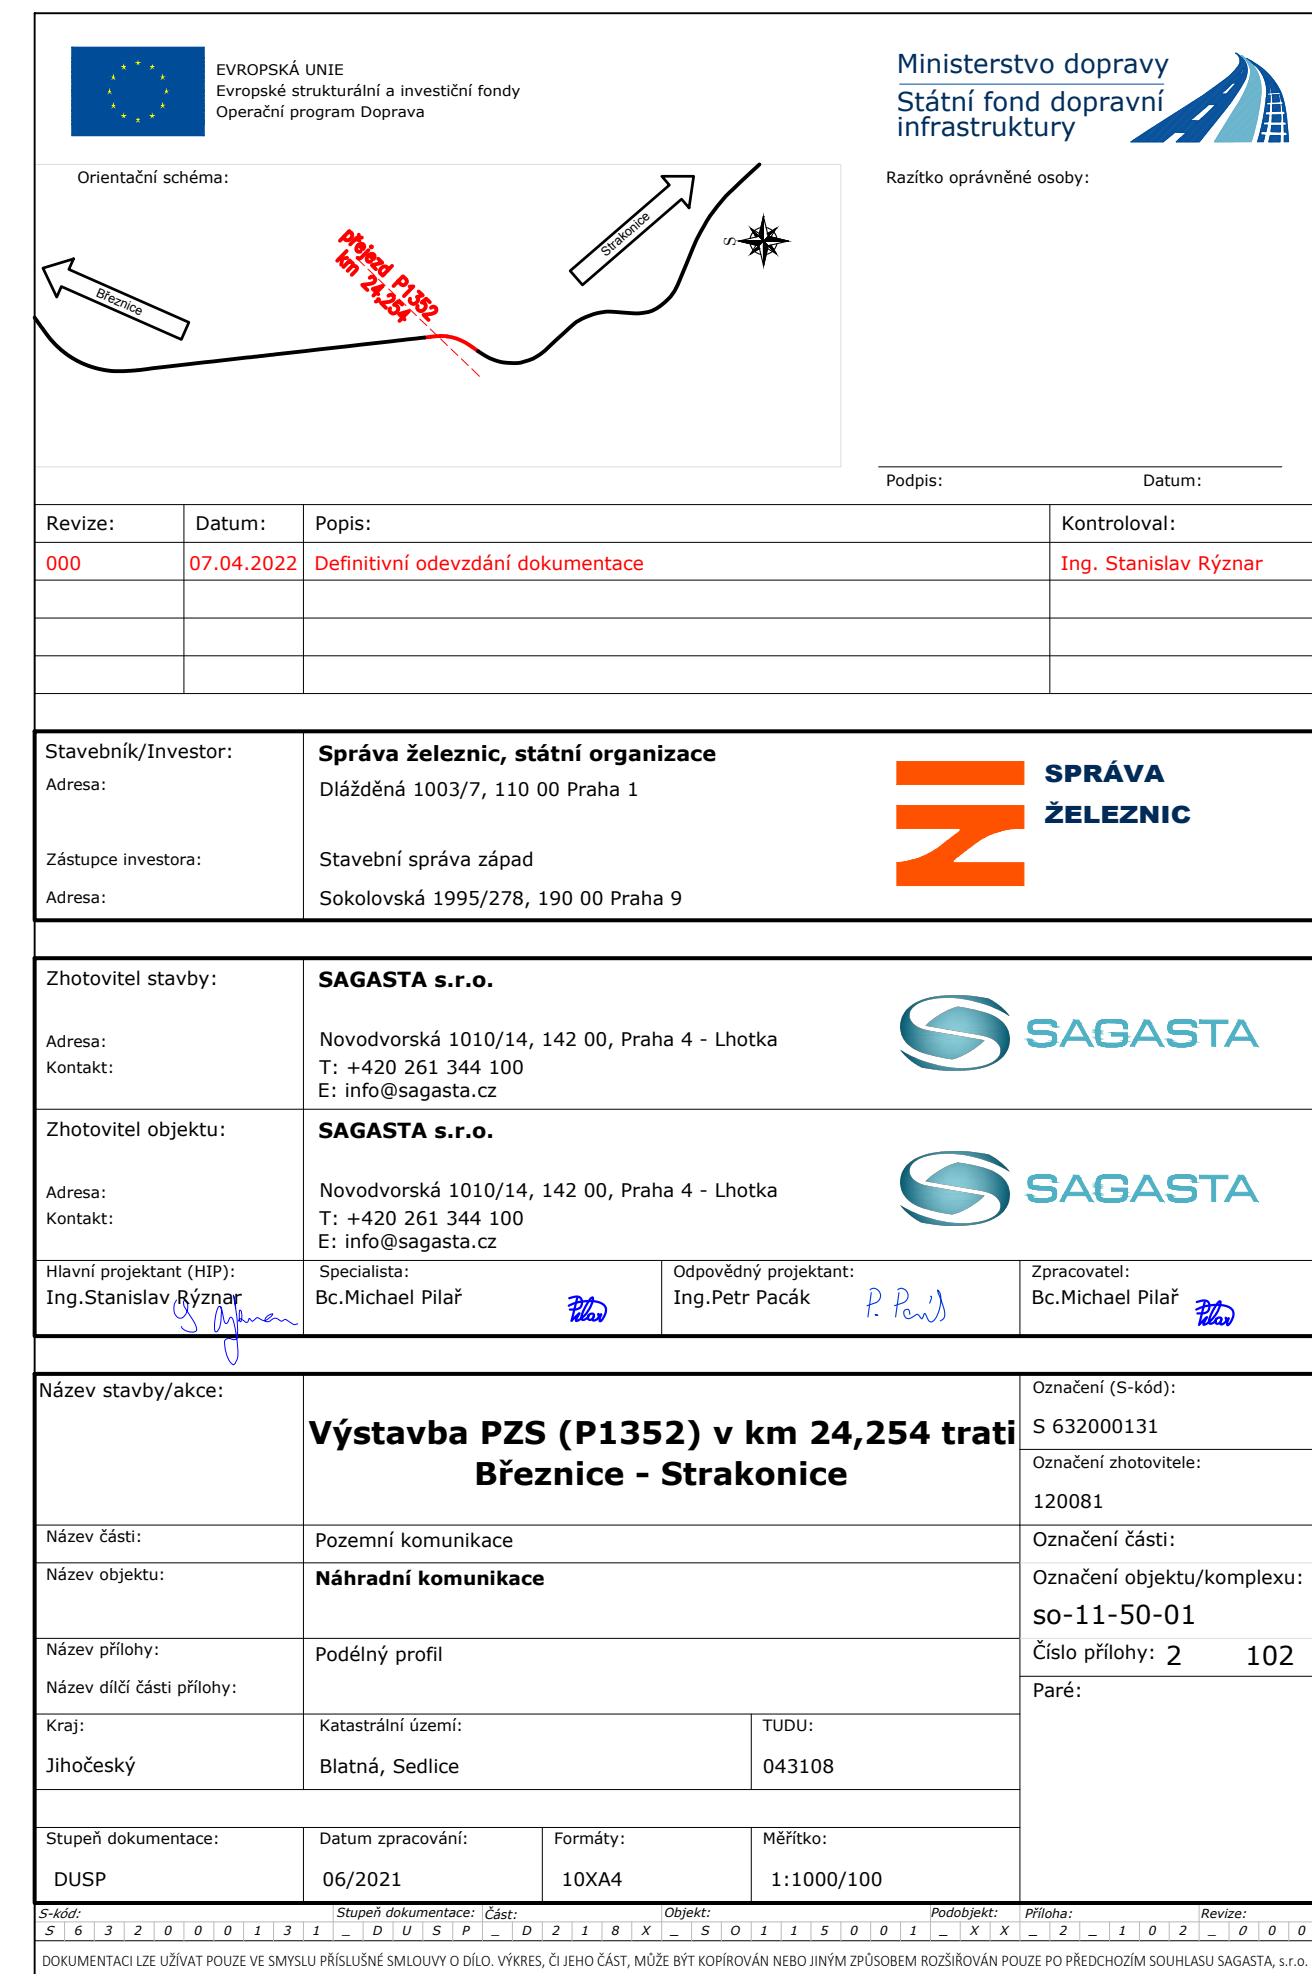 EVROPSKÁ UNIE
Evropské strukturální a investiční fondy
Operační program Doprava
Ministerstvo dopravy
Státní fond dopravní
infrastruktury
Orientační schéma:
Razítko oprávněné osoby:
Březnice
přejezd P1352
km 24,254
Strakonice
S
Podpis: Datum:
Revize: Datum: Popis: Kontroloval:
000 07.04.2022 Definitivní odevzdání dokumentace Ing. Stanislav Rýznar
Stavebník/Investor: Správa železnic, státní organizace
Adresa: Dlážděná 1003/7, 110 00 Praha 1
SPRÁVA
ŽELEZNIC
Zástupce investora: Stavební správa západ
Adresa: Sokolovská 1995/278, 190 00 Praha 9
Zhotovitel stavby: SAGASTA s.r.o.
SAGASTA
Adresa: Novodvorská 1010/14, 142 00, Praha 4 - Lhotka
Kontakt: T: +420 261 344 100
E: info@sagasta.cz
Zhotovitel objektu: SAGASTA s.r.o.
SAGASTA
Adresa: Novodvorská 1010/14, 142 00, Praha 4 - Lhotka
Kontakt: T: +420 261 344 100
E: info@sagasta.cz
Hlavní projektant (HIP): Specialista: Odpovědný projektant: Zpracovatel:
Ing.Stanislav Rýznar Bc.Michael Pilař Pilař Ing.Petr Pacák Bc.Michael Pilař Pilař
Název stavby/akce: Označení (S-kód):
Výstavba PZS (P1352) v km 24,254 trati
Březnice - Strakonice
S 632000131
Označení zhotovitele:
120081
Název části: Pozemní komunikace Označení části:
Název objektu: Náhradní komunikace Označení objektu/komplexu:
so-11-50-01
Název přílohy: Podélný profil Číslo přílohy: 2 102
Název dílčí části přílohy: Paré:
Kraj: Katastrální území: TUDU:
Jihočeský Blatná, Sedlice 043108
Stupeň dokumentace: Datum zpracování: Formáty: Měřítko:
DUSP 06/2021 10XA4 1:1000/100
S-kód: Stupeň dokumentace: Část: Objekt: Podobjekt: Příloha: Revize:
S 6 3 2 0 0 0 1 3 1 _ D U S P _ D 2 1 8 X _ S O 1 1 5 0 0 1 _ X X _ 2 _ 1 0 2 _ 0 0 0
DOKUMENTACI LZE UŽÍVAT POUZE VE SMYSLU PŘÍSLUŠNÉ SMLOUVY O DÍLO. VÝKRES, ČI JEHO ČÁST, MŮŽE BÝT KOPÍROVÁN NEBO JINÝM ZPŮSOBEM ROZŠIŘOVÁN POUZE PO PŘEDCHOZÍM SOUHLASU SAGASTA, s.r.o.